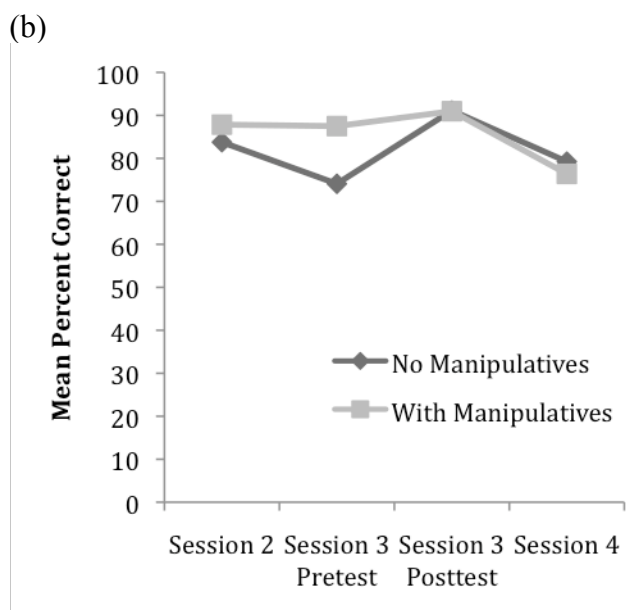 (b)
Mean Percent Correct
100
90
80
70
60
50
40
30
20
10
0
No Manipulatives
With Manipulatives
Session 2
Session 3
Pretest
Session 3
Posttest
Session 4